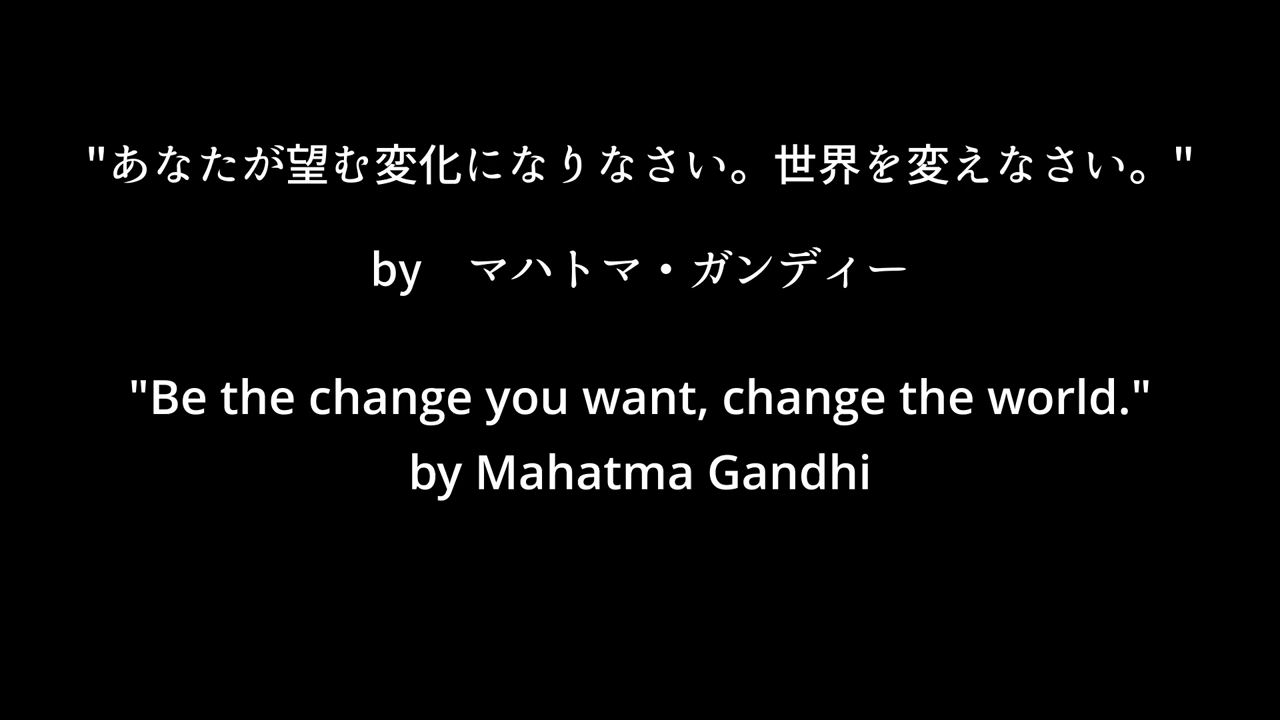 "あなたが望む変化になりなさい。世界を変えなさい。"
by　マハトマ・ガンディー
"Be the change you want, change the world."
by Mahatma Gandhi